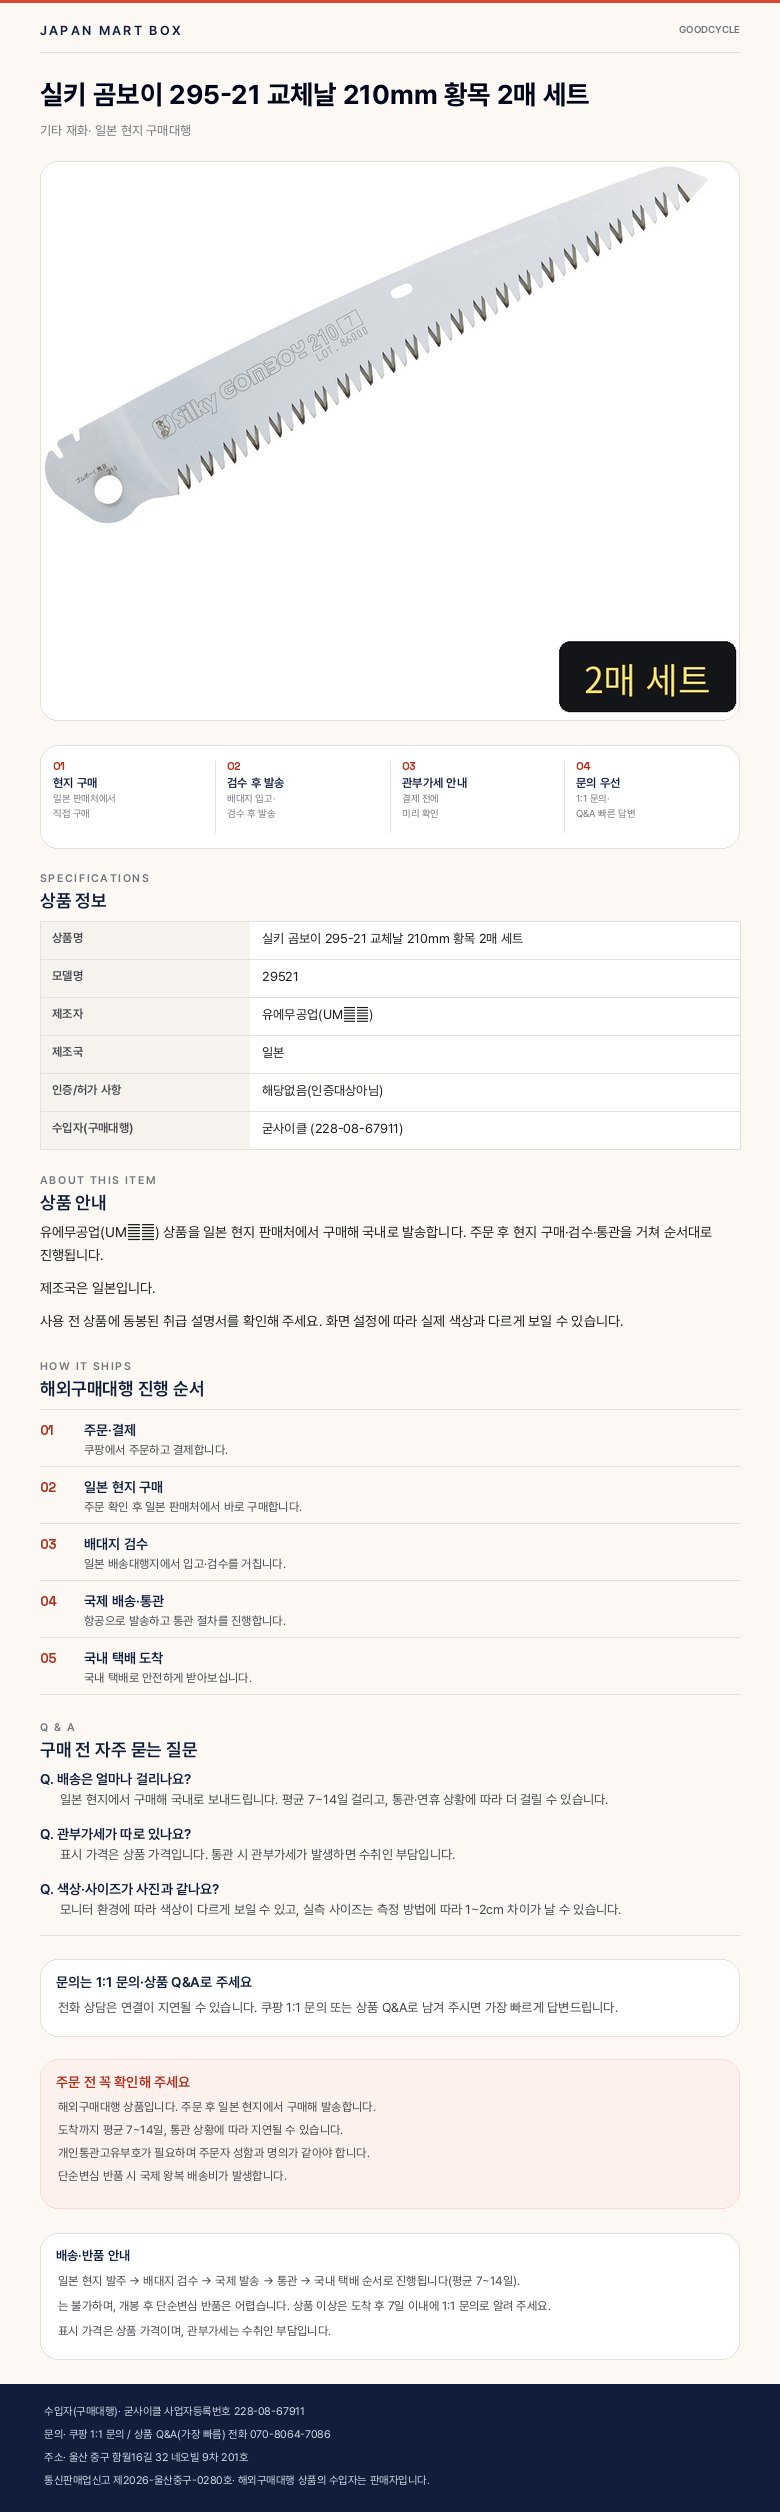 JAPAN MART BOX
GOODCYCLE
실키 곰보이 295-21 교체날 210mm 황목 2매 세트
기타 재화· 일본 현지 구매대행
Silky GOMBOY 210 7
LOT. 86001
210
2매 세트
01
현지 구매
일본 판매처에서
직접 구매
02
검수 후 발송
배대지 입고·
검수 후 발송
03
관부가세 안내
결제 전에
미리 확인
04
문의 우선
1:1 문의·
Q&A 빠른 답변
SPECIFICATIONS
상품 정보
상품명 실키 곰보이 295-21 교체날 210mm 황목 2매 세트
모델명 29521
제조자 유에무공업(UM)
제조국 일본
인증/허가 사항 해당없음(인증대상아님)
수입자(구매대행) 굳사이클 (228-08-67911)
ABOUT THIS ITEM
상품 안내
유에무공업(UM) 상품을 일본 현지 판매처에서 구매해 국내로 발송합니다. 주문 후 현지 구매·검수·통관을 거쳐 순서대로
진행됩니다.
제조국은 일본입니다.
사용 전 상품에 동봉된 취급 설명서를 확인해 주세요. 화면 설정에 따라 실제 색상과 다르게 보일 수 있습니다.
HOW IT SHIPS
해외구매대행 진행 순서
01 주문·결제
쿠팡에서 주문하고 결제합니다.
02 일본 현지 구매
주문 확인 후 일본 판매처에서 바로 구매합니다.
03 배대지 검수
일본 배송대행지에서 입고·검수를 거칩니다.
04 국제 배송·통관
항공으로 발송하고 통관 절차를 진행합니다.
05 국내 택배 도착
국내 택배로 안전하게 받아보십니다.
Q & A
구매 전 자주 묻는 질문
Q. 배송은 얼마나 걸리나요?
일본 현지에서 구매해 국내로 보내드립니다. 평균 7~14일 걸리고, 통관·연휴 상황에 따라 더 걸릴 수 있습니다.
Q. 관부가세가 따로 있나요?
표시 가격은 상품 가격입니다. 통관 시 관부가세가 발생하면 수취인 부담입니다.
Q. 색상·사이즈가 사진과 같나요?
모니터 환경에 따라 색상이 다르게 보일 수 있고, 실측 사이즈는 측정 방법에 따라 1~2cm 차이가 날 수 있습니다.
문의는 1:1 문의·상품 Q&A로 주세요
전화 상담은 연결이 지연될 수 있습니다. 쿠팡 1:1 문의 또는 상품 Q&A로 남겨 주시면 가장 빠르게 답변드립니다.
주문 전 꼭 확인해 주세요
해외구매대행 상품입니다. 주문 후 일본 현지에서 구매해 발송합니다.
도착까지 평균 7~14일, 통관 상황에 따라 지연될 수 있습니다.
개인통관고유부호가 필요하며 주문자 성함과 명의가 같아야 합니다.
단순변심 반품 시 국제 왕복 배송비가 발생합니다.
배송·반품 안내
일본 현지 발주 → 배대지 검수 → 국제 발송 → 통관 → 국내 택배 순서로 진행됩니다(평균 7~14일).
는 불가하며, 개봉 후 단순변심 반품은 어렵습니다. 상품 이상은 도착 후 7일 이내에 1:1 문의로 알려 주세요.
표시 가격은 상품 가격이며, 관부가세는 수취인 부담입니다.
수입자(구매대행)· 굳사이클 사업자등록번호 228-08-67911
문의· 쿠팡 1:1 문의 / 상품 Q&A(가장 빠름) 전화 070-8064-7086
주소· 울산 중구 함월16길 32 네오빌 9차 201호
통신판매업신고 제2026-울산중구-0280호· 해외구매대행 상품의 수입자는 판매자입니다.